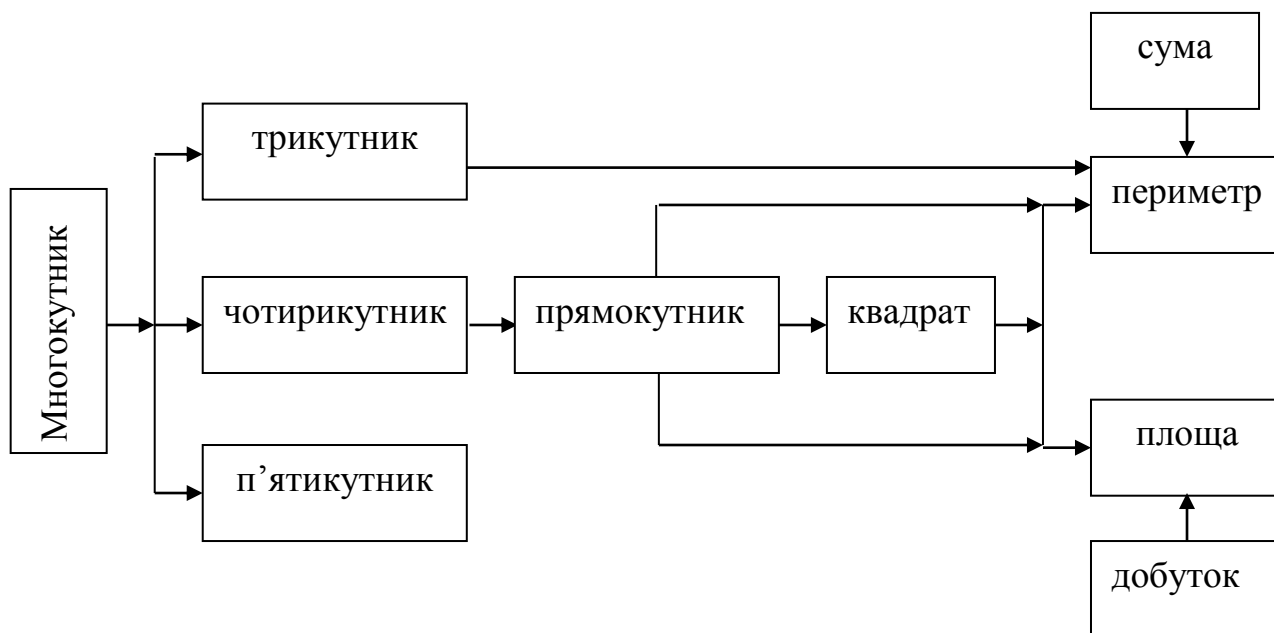 сума
трикутник
периметр
Многокутник
чотирикутник
прямокутник
квадрат
площа
п’ятикутник
добуток